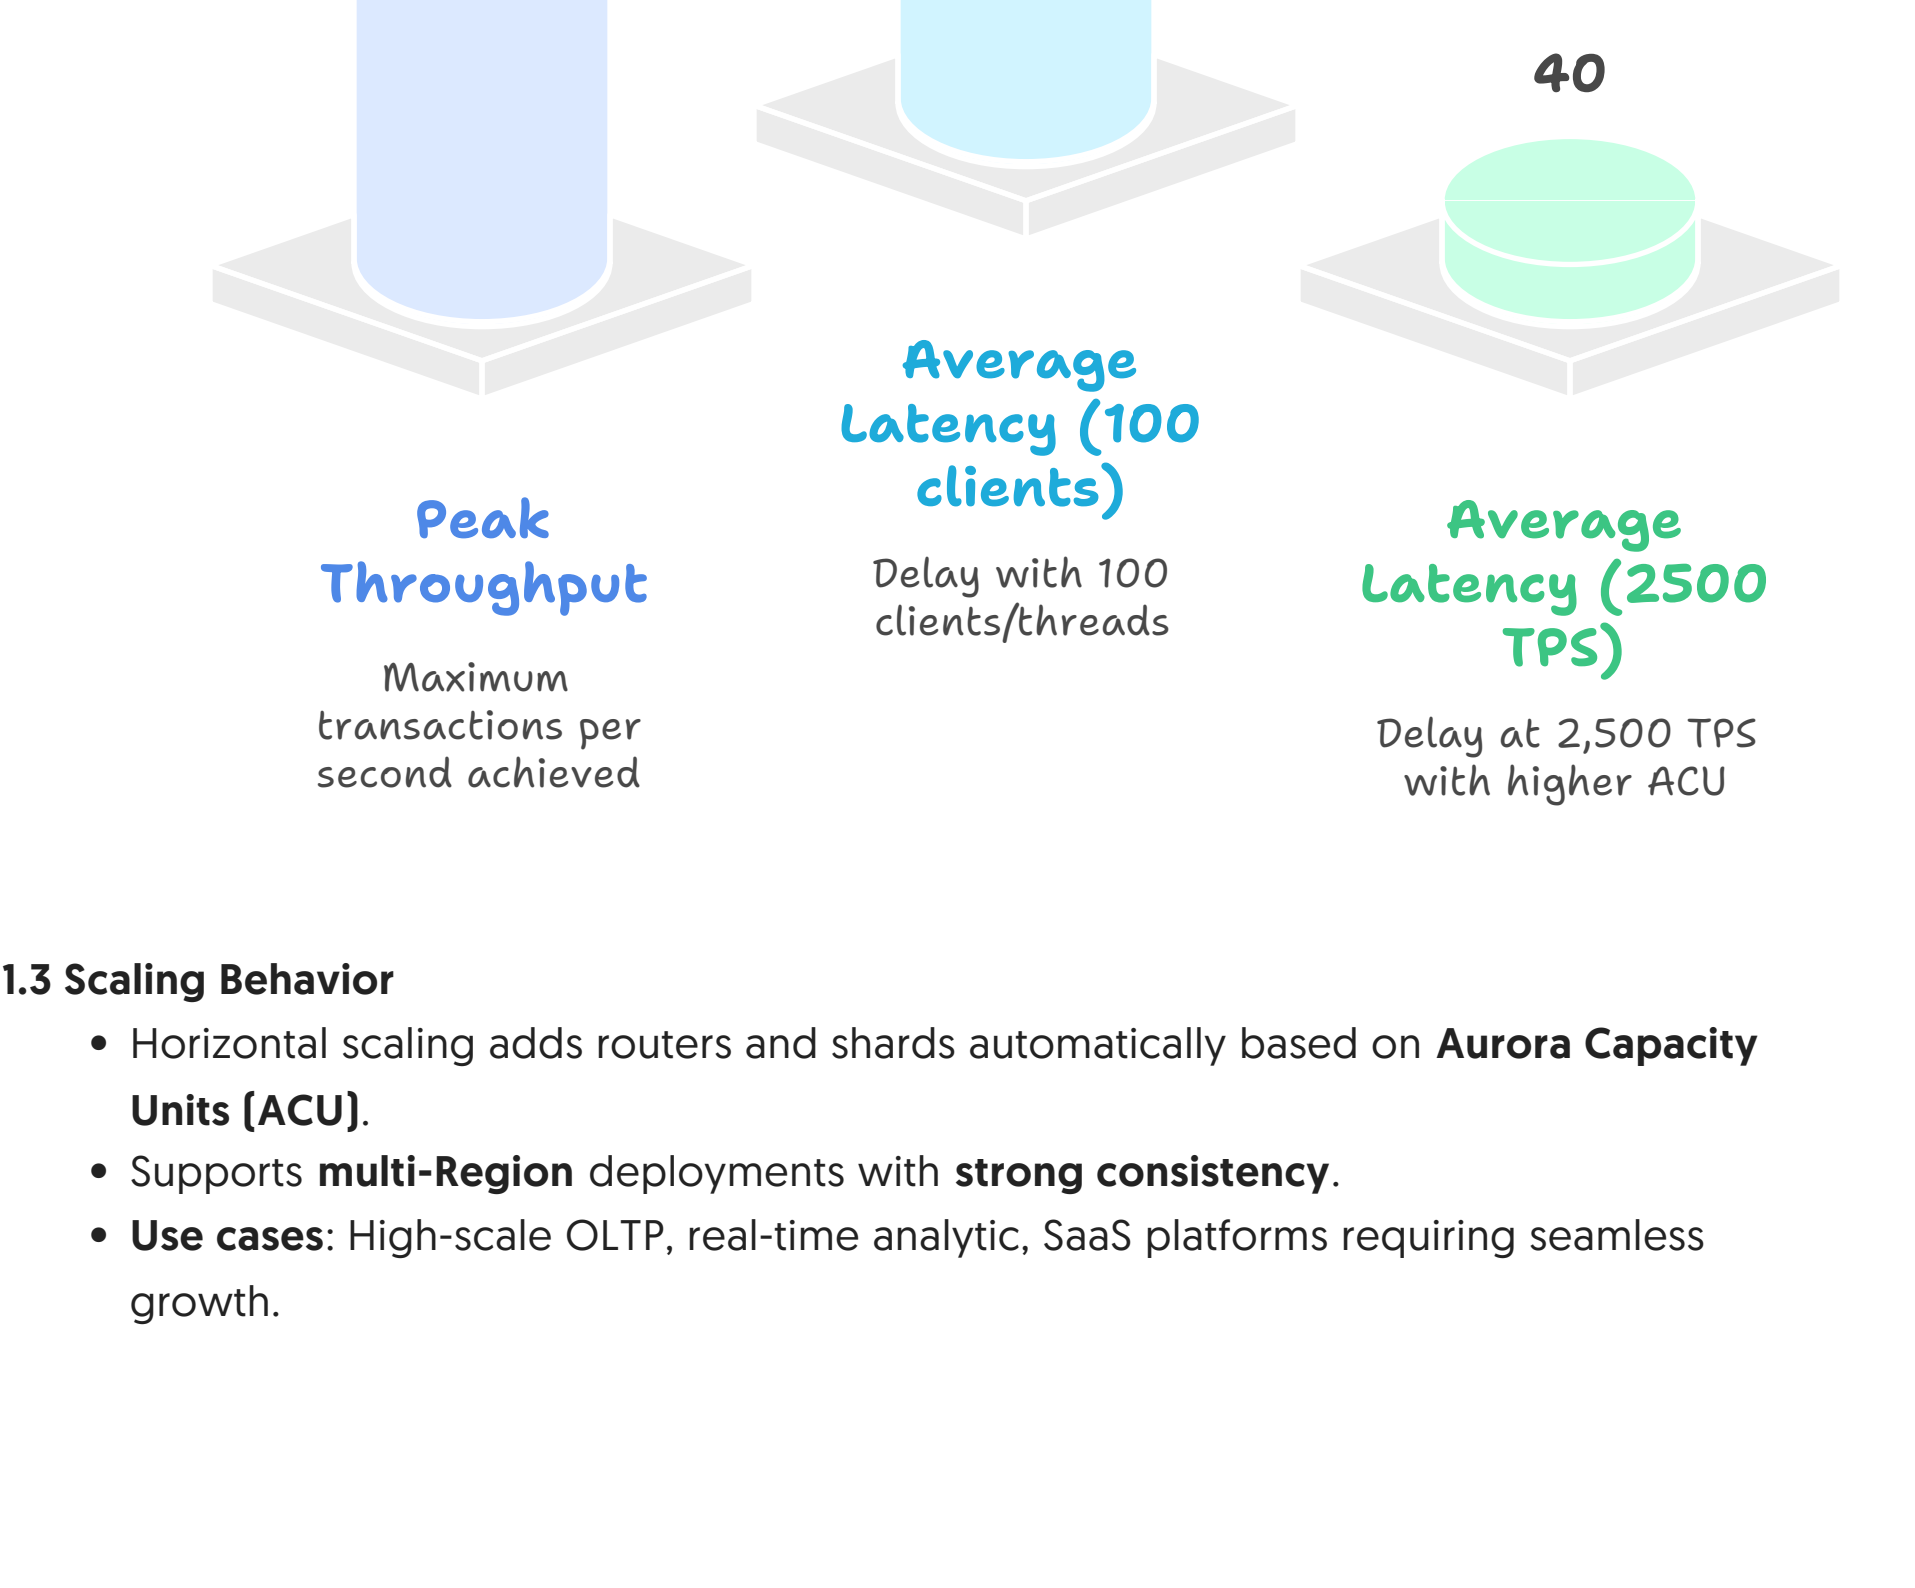 40
Peak
Throughput
Maximum
transactions per
second achieved
Average
Latency (100
clients)
Delay with 100
clients/threads
Average
Latency (2500
TPS)
Delay at 2,500 TPS
with higher ACU
1.3 Scaling Behavior
• Horizontal scaling adds routers and shards automatically based on Aurora Capacity
Units (ACU).
• Supports multi-Region deployments with strong consistency.
• Use cases: High-scale OLTP, real-time analytic, SaaS platforms requiring seamless
growth.